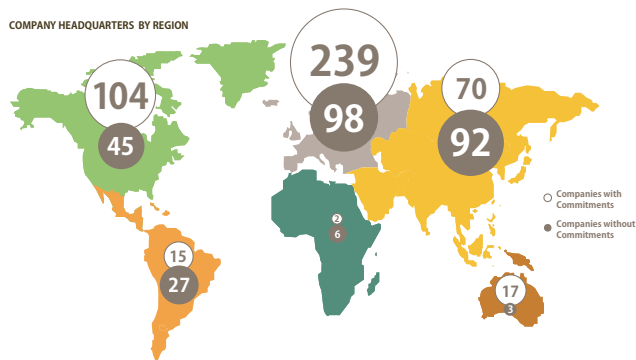 COMPANY HEADQUARTERS BY REGION
104
45
239
98
70
92
Companies with
Commitments
Companies without
Commitments
2
6
15
27
17
3